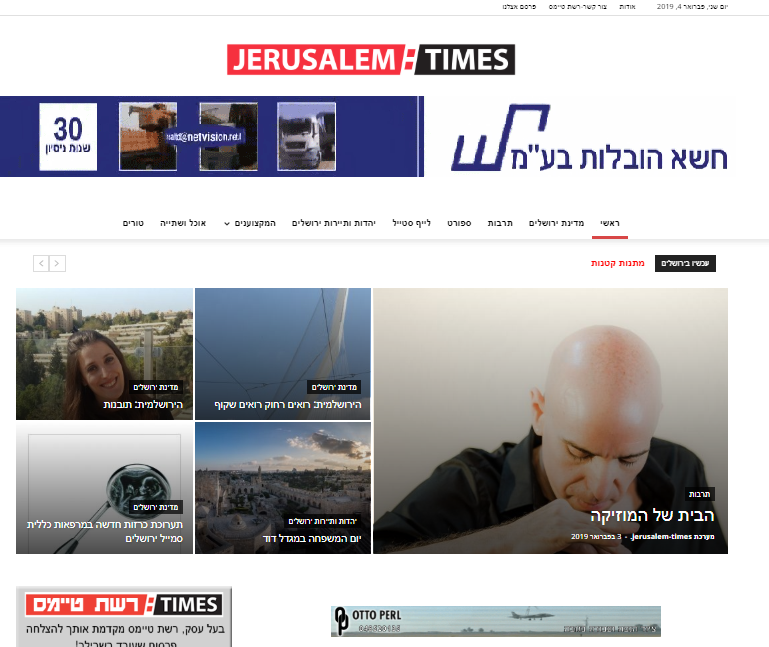 יום שני, פברואר 4, 2019
אודות
צור קשר-רשת טיימס
פרסם אצלנו
JERUSALEM:TIMES
חשא הובלות בע"מ
30
שנות ניסיון
ראשי
מדינת ירושלים
תרבות
ספורט
לייף סטייל
יהדות ותיירות ירושלים
המקצוענים
אוכל ושתייה
טורים
עכשיו בירושלים
מתנות קטנות
תרבות
הבית של המוזיקה
מערכת jerusalem-times. - 3 בפברואר 2019
מדינת ירושלים
הירושלמית: רואים רחוק רואים שקוף
מדינת ירושלים
הירושלמית: תובנות
יהדות ותיירות ירושלים
יום המשפחה במגדל דוד
מדינת ירושלים
תערוכת כרזות חדשה במרפאות כללית
סמייל ירושלים
OTTO PERL
רשת טיימס:TIMES
בעל עסק, רשת טיימס מקדמת אותך להצלחה